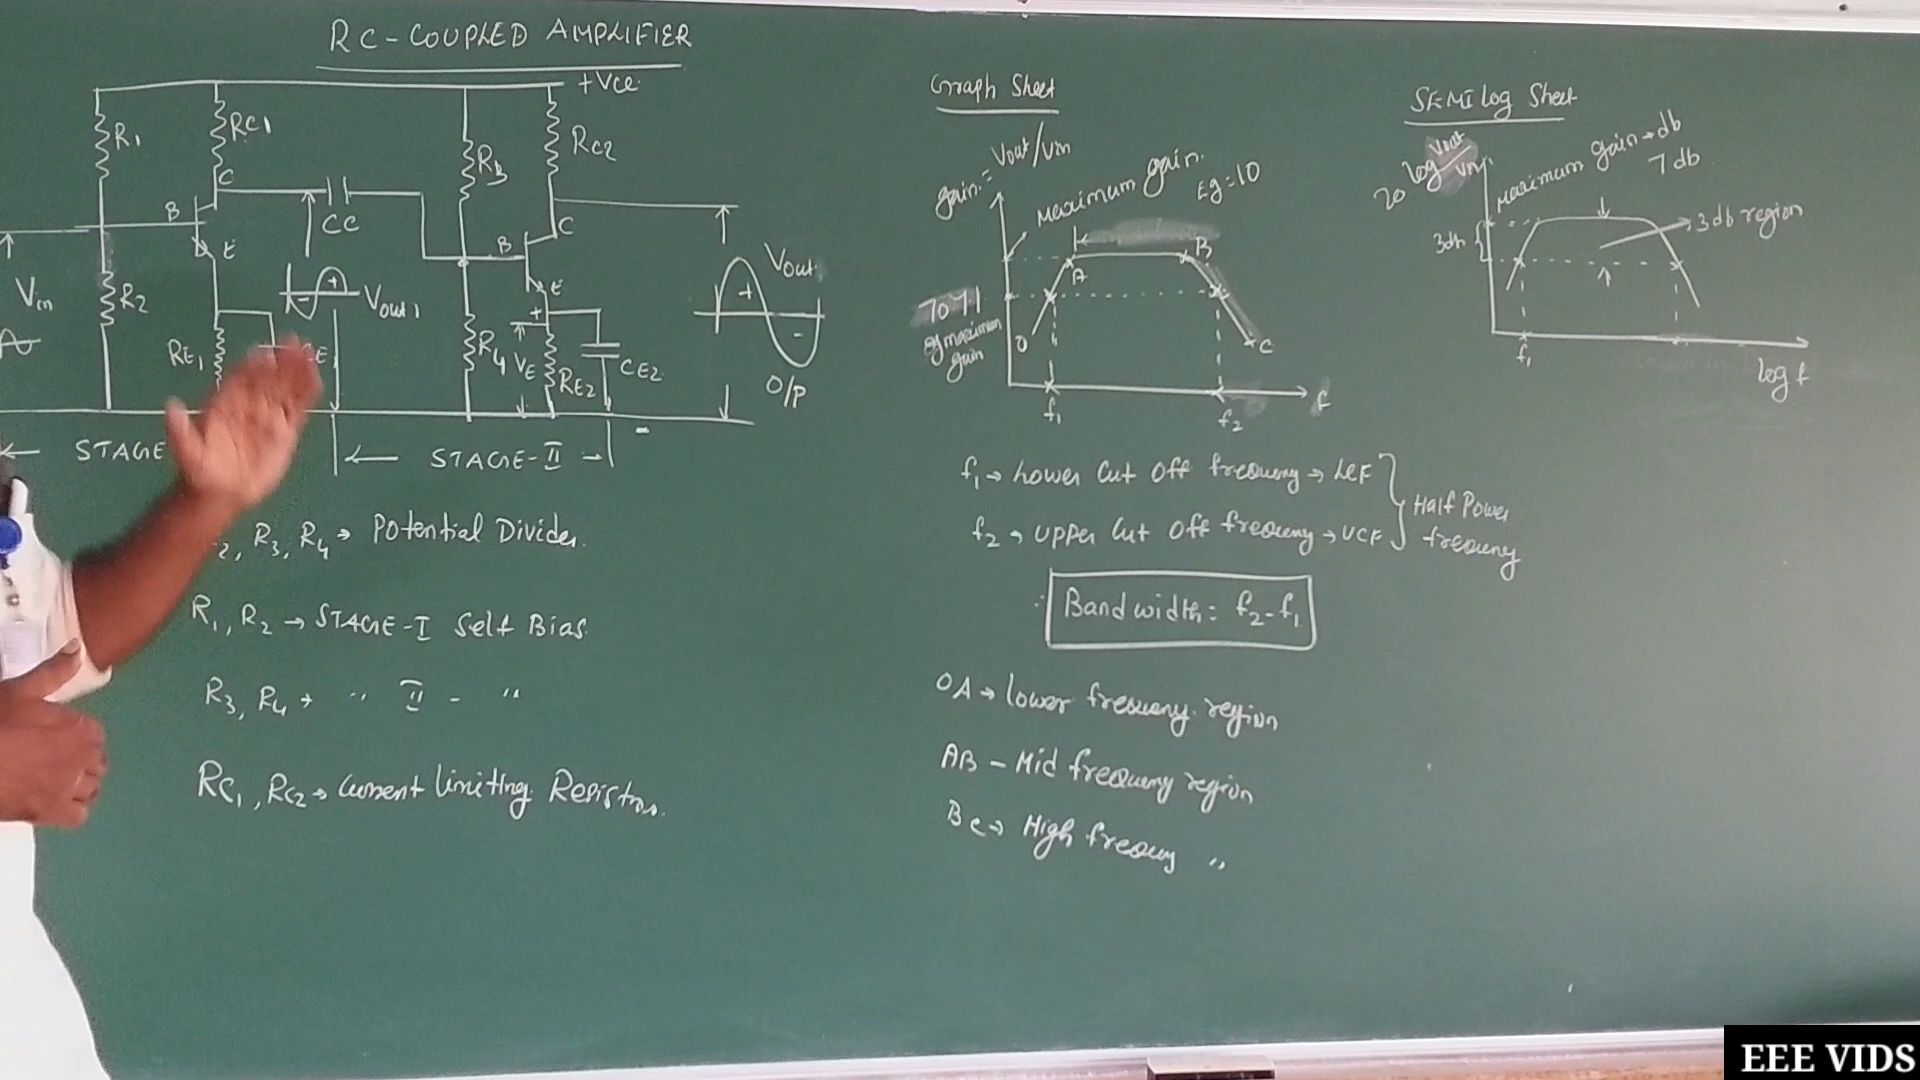 RC-COUPLED AMPLIFIER
+VCC
R1
RC1
C
B
E
CC
R2
Vin
RE1
E
Vout1
R3
RC2
C
B
E
+
-
R4
VE
RE2
CE2
Vout
+
-
O/P
STAGE
STAGE-II
-
2, R3, R4 → Potential Divider.
R1, R2 → STAGE-I Self Bias
R3, R4 → " II - "
RC1, RC2 → Current limiting Resistors.
Graph Sheet
gain = Vout/Vin
Maximum gain.
Eg=10
A
B
O
C
of maximum
gain
f1
f2
f
f1 → Lower Cut Off frequency → LCF
f2 → Upper Cut Off frequency → UCF
Half Power
frequency
∴ Bandwidth = f2-f1
OA → lower frequency region
AB - Mid frequency region
BC → High frequency "
SEMI log Sheet
20 log Vout/Vin
Maximum gain → db
7 db
3db
3 db region
f1
log f
EEE VIDS